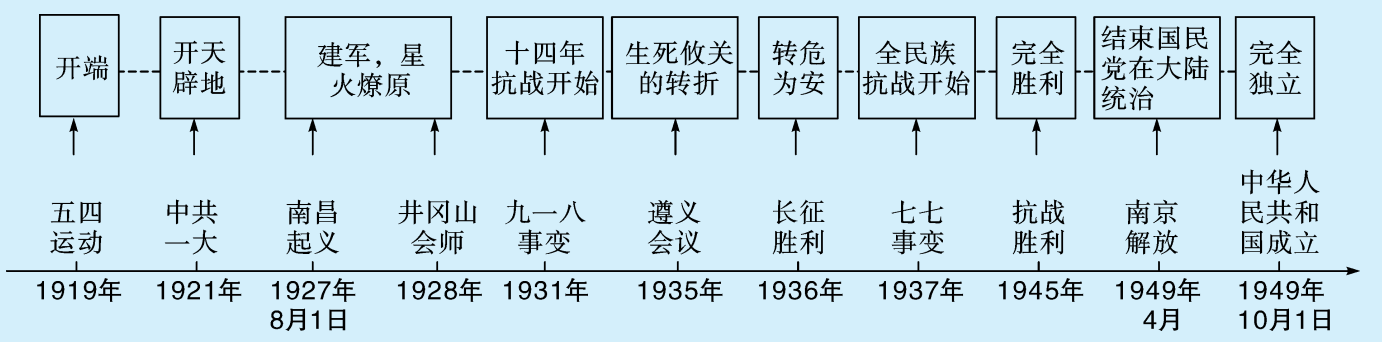 开端
开天
辟地
建军，星
火燎原
十四年
抗战开始
生死攸关
的转折
转危
为安
全民族
抗战开始
完全
胜利
结束国民
党在大陆
统治
完全
独立
五四
运动
中共
一大
南昌
起义
井冈山
会师
九一八
事变
遵义
会议
长征
胜利
七七
事变
抗战
胜利
南京
解放
中华人
民共和
国成立
1919年
1921年
1927年
8月1日
1928年
1931年
1935年
1936年
1937年
1945年
1949年
4月
1949年
10月1日